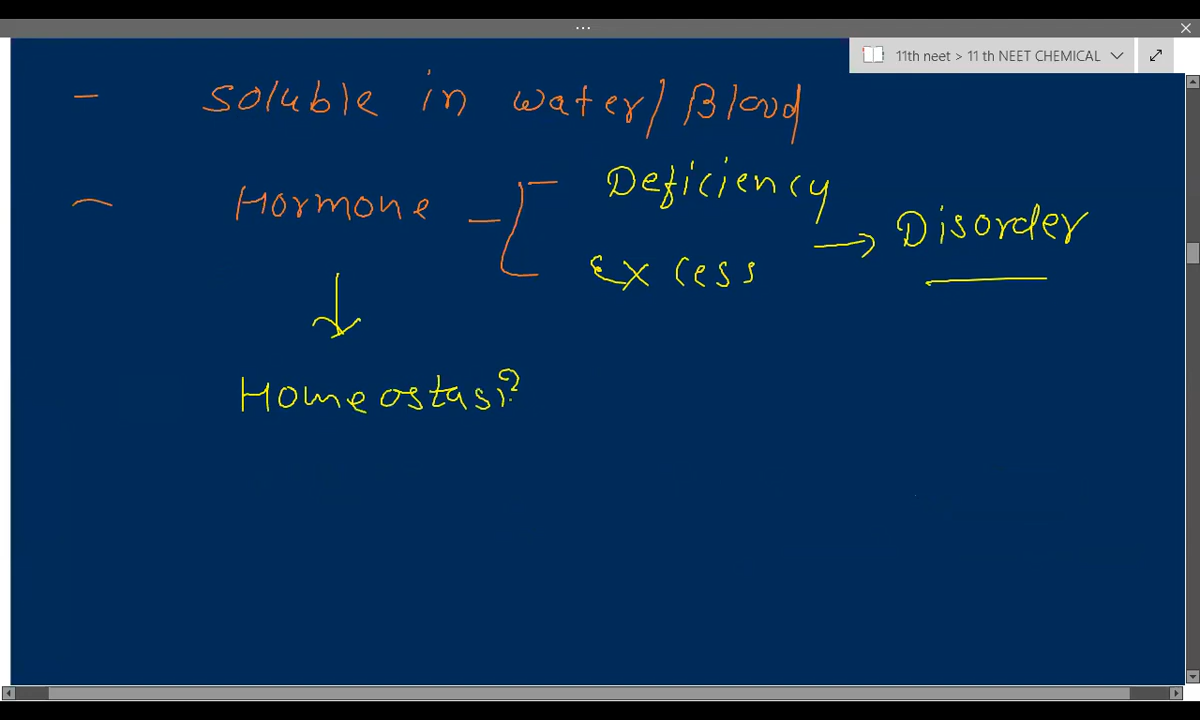 11th neet > 11 th NEET CHEMICAL
- Soluble in water/Blood
- Hormone - [ Deficiency
Excess → Disorder
↓
Homeostasis